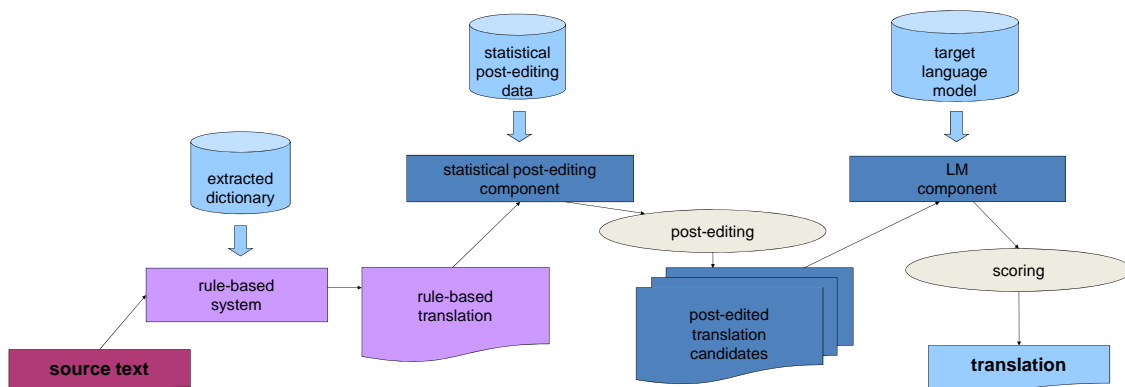 statistical
post-editing
data
target
language
model
extracted
dictionary
statistical post-editing
component
LM
component
post-editing
rule-based
system
rule-based
translation
scoring
post-edited
translation
candidates
source text
translation